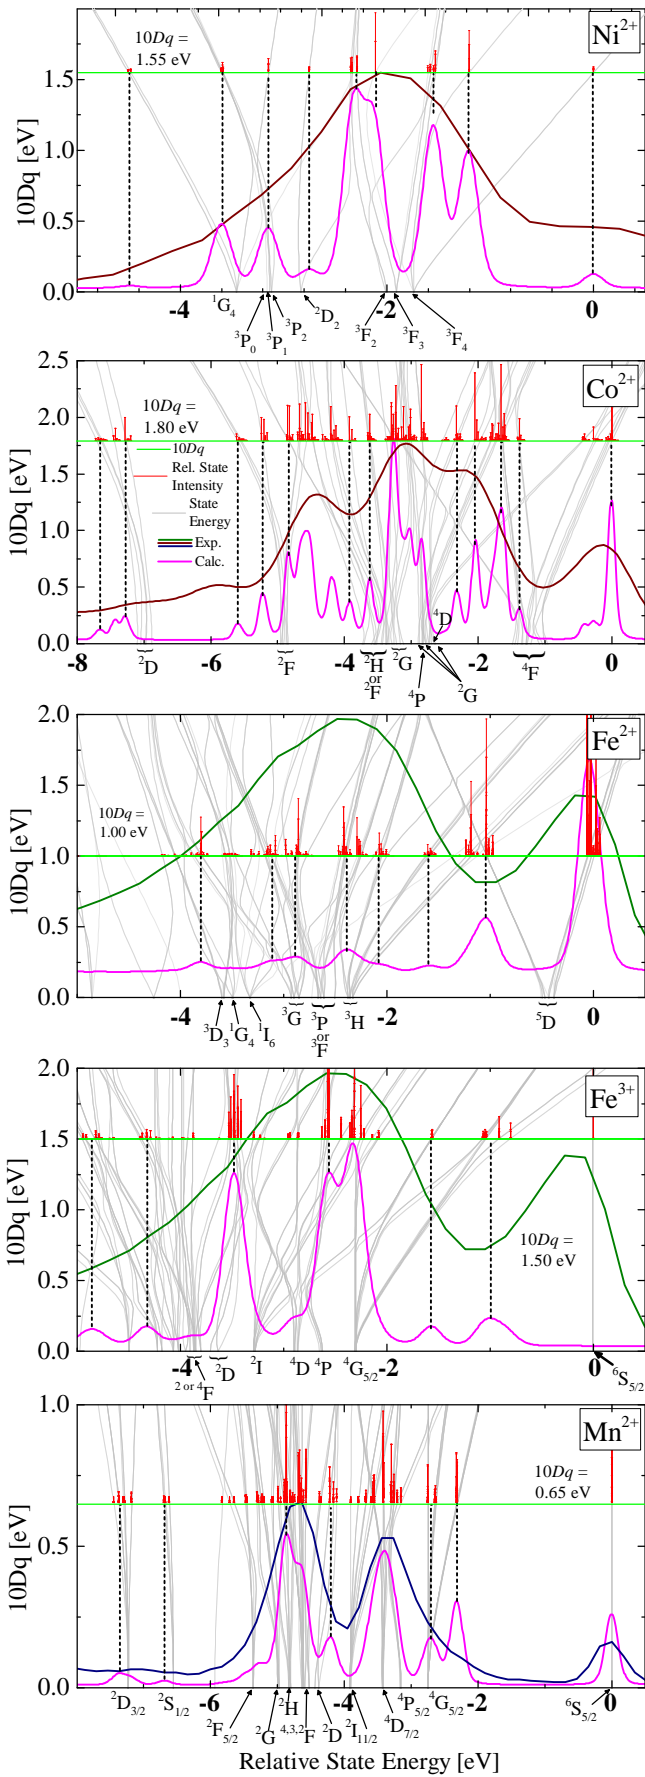 Ni²⁺
10Dq =
1.55 eV
10Dq [eV]
1.5
1.0
0.5
0.0
-4 -2 0
¹G₄ ³P₀ ³P₁ ³P₂ ²D₂ ³F₂ ³F₃ ³F₄
Co²⁺
10Dq =
1.80 eV
10Dq
Rel. State
Intensity
State
Energy
Exp.
Calc.
10Dq [eV]
2.5
2.0
1.5
1.0
0.5
0.0
-8 -6 -4 -2 0
²D ²F ²H or ²F ²G ⁴P ⁴D ²G ⁴F
Fe²⁺
10Dq =
1.00 eV
10Dq [eV]
2.0
1.5
1.0
0.5
0.0
-4 -2 0
³D₃ ¹G₄ ¹I₆ ³G ³P or ³F ³H ⁵D
Fe³⁺
10Dq =
1.50 eV
10Dq [eV]
2.0
1.5
1.0
0.5
0.0
-4 -2 0
² or ⁴F ²D ²I ⁴D ⁴P ⁴G₅/₂ ⁶S₅/₂
Mn²⁺
10Dq =
0.65 eV
10Dq [eV]
1.0
0.5
0.0
-6 -4 -2 0
²D₃/₂ ²S₁/₂ ²F₅/₂ ²G ²H ⁴,³,²F ²D ²I₁₁/₂ ⁴D₇/₂ ⁴P₅/₂ ⁴G₅/₂ ⁶S₅/₂
Relative State Energy [eV]